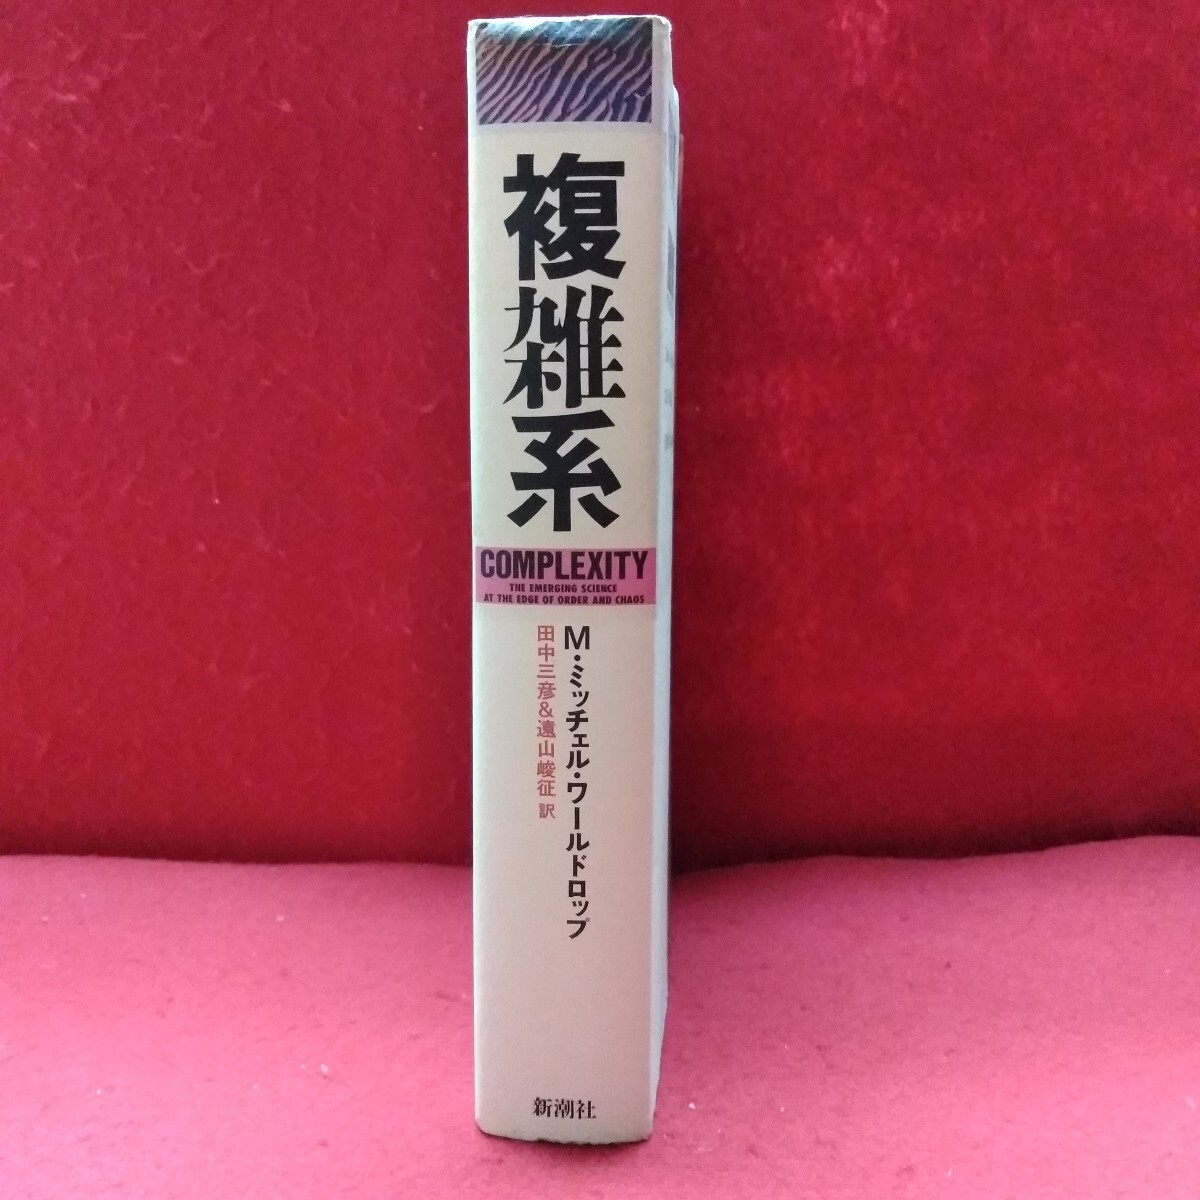 複雑系
COMPLEXITY
THE EMERGING SCIENCE
AT THE EDGE OF ORDER AND CHAOS
M・ミッチェル・ワールドロップ
田中三彦&遠山峻征 訳
新潮社